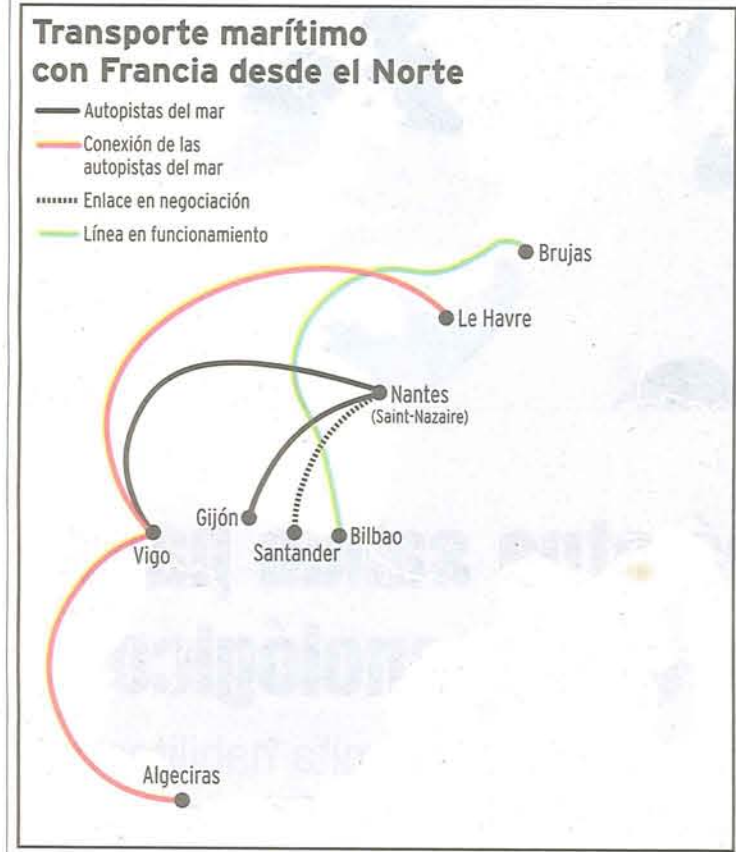 Transporte marítimo
con Francia desde el Norte
Autopistas del mar
Conexión de las
autopistas del mar
Enlace en negociación
Línea en funcionamiento
Brujas
Le Havre
Nantes
(Saint-Nazaire)
Gijón
Vigo
Santander
Bilbao
Algeciras